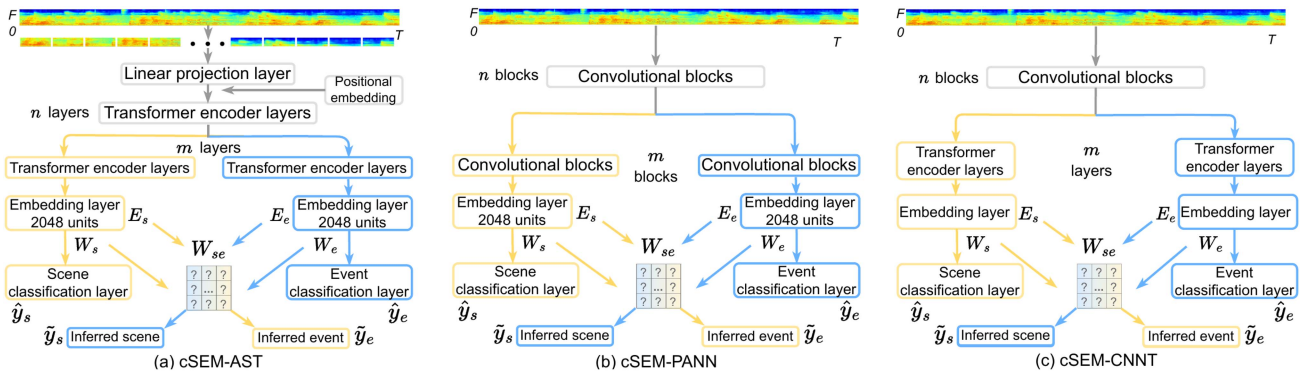 F
0
T
Linear projection layer
Positional
embedding
n layers
Transformer encoder layers
m layers
Transformer encoder layers
Transformer encoder layers
Embedding layer
2048 units
E_s
E_e
Embedding layer
2048 units
W_s
W_se
W_e
Scene
classification layer
? ? ?
? ... ?
? ? ?
Event
classification layer
ŷ_s
ŷ_e
ỹ_s
Inferred scene
Inferred event
ỹ_e
(a) cSEM-AST
F
0
T
n blocks
Convolutional blocks
Convolutional blocks
m
blocks
Convolutional blocks
Embedding layer
2048 units
E_s
E_e
Embedding layer
2048 units
W_s
W_se
W_e
Scene
classification layer
? ? ?
? ... ?
? ? ?
Event
classification layer
ŷ_s
ŷ_e
ỹ_s
Inferred scene
Inferred event
ỹ_e
(b) cSEM-PANN
F
0
T
n blocks
Convolutional blocks
Transformer
encoder layers
m
layers
Transformer
encoder layers
Embedding layer
E_s
E_e
Embedding layer
W_s
W_se
W_e
Scene
classification layer
? ? ?
? ... ?
? ? ?
Event
classification layer
ŷ_s
ŷ_e
ỹ_s
Inferred scene
Inferred event
ỹ_e
(c) cSEM-CNNT